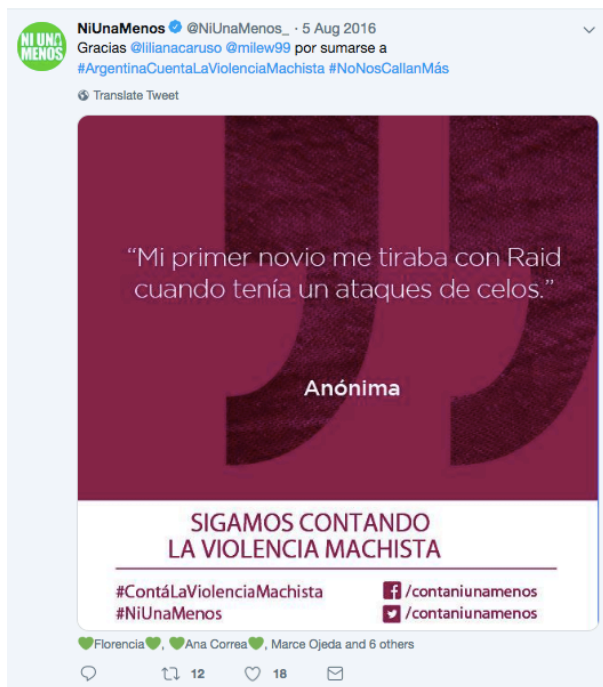 NI UNA
MENOS
NiUnaMenos @NiUnaMenos_ · 5 Aug 2016
Gracias @lilianacaruso @milew99 por sumarse a
#ArgentinaCuentaLaViolenciaMachista #NoNosCallanMás
Translate Tweet
“Mi primer novio me tiraba con Raid
cuando tenía un ataques de celos.”
Anónima
SIGAMOS CONTANDO
LA VIOLENCIA MACHISTA
#ContáLaViolenciaMachista
#NiUnaMenos
/contaniunamenos
/contaniunamenos
💚Florencia💚, 💚Ana Correa💚, Marce Ojeda and 6 others
12 18